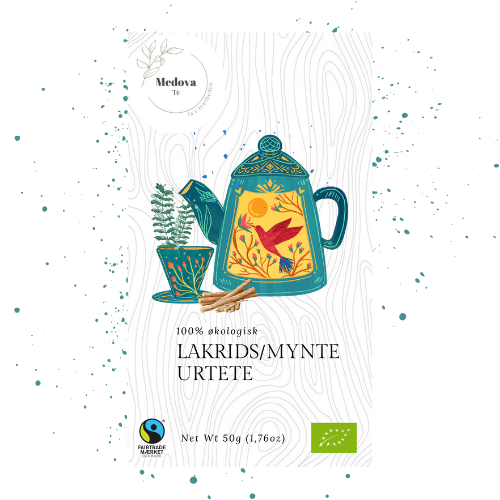 Medova
Te
100% økologisk
LAKRIDS/MYNTE
URTETE
FAIRTRADE
MÆRKET
Net Wt 50g (1,76oz)